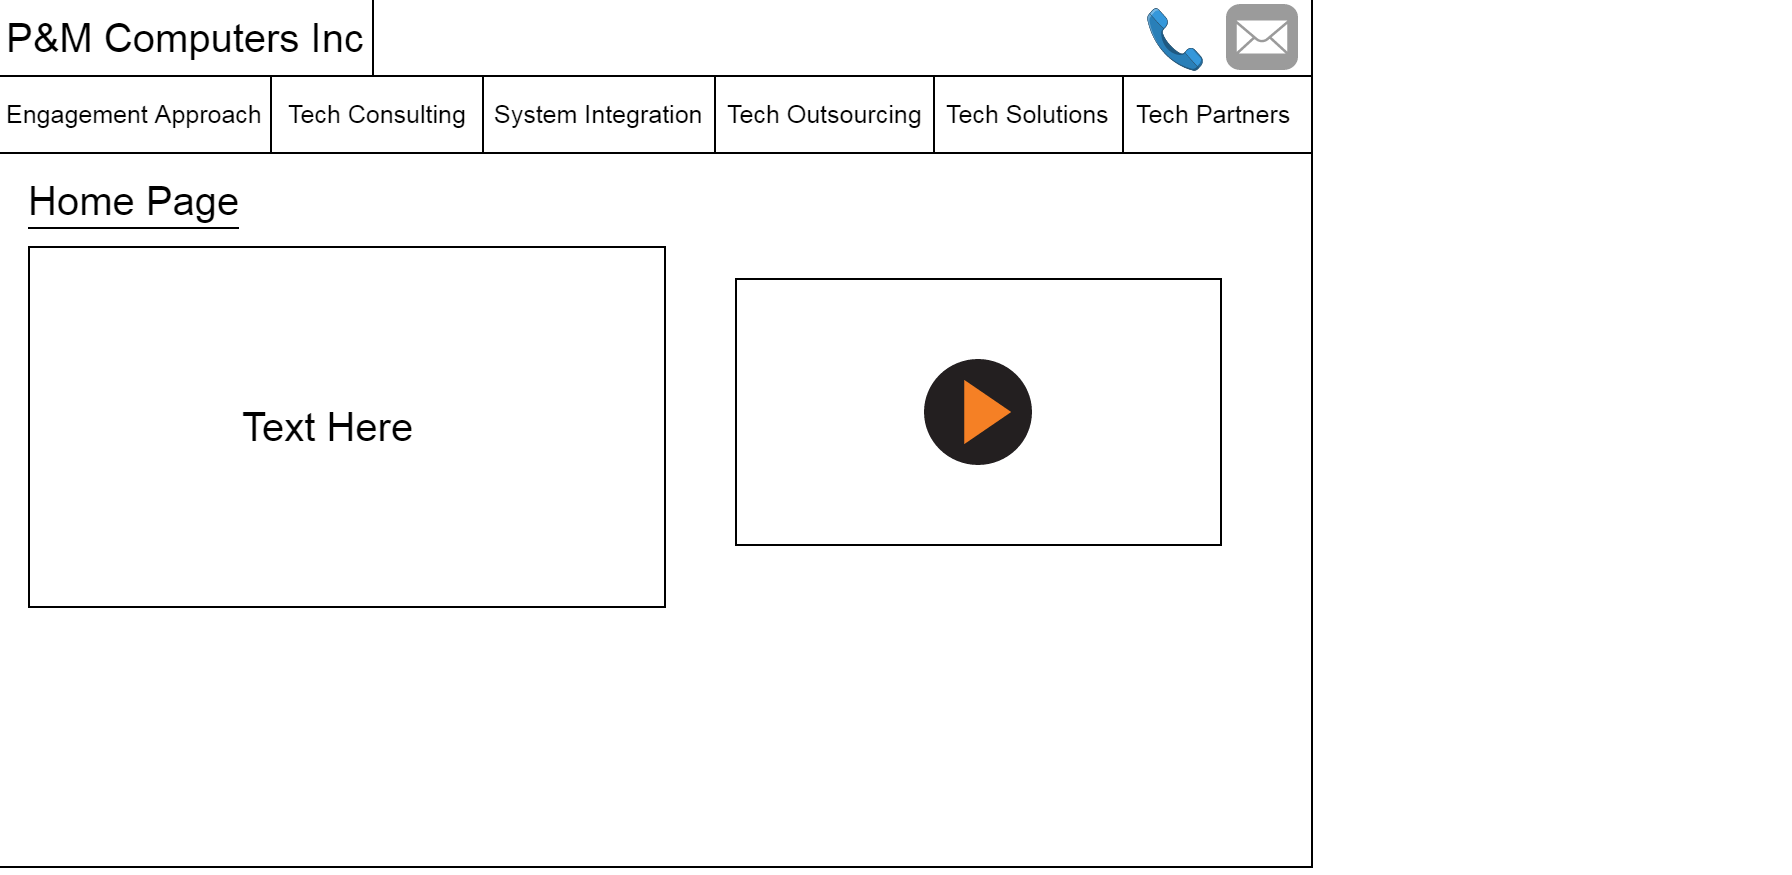 P&M Computers Inc
Engagement Approach Tech Consulting System Integration Tech Outsourcing Tech Solutions Tech Partners
Home Page
Text Here